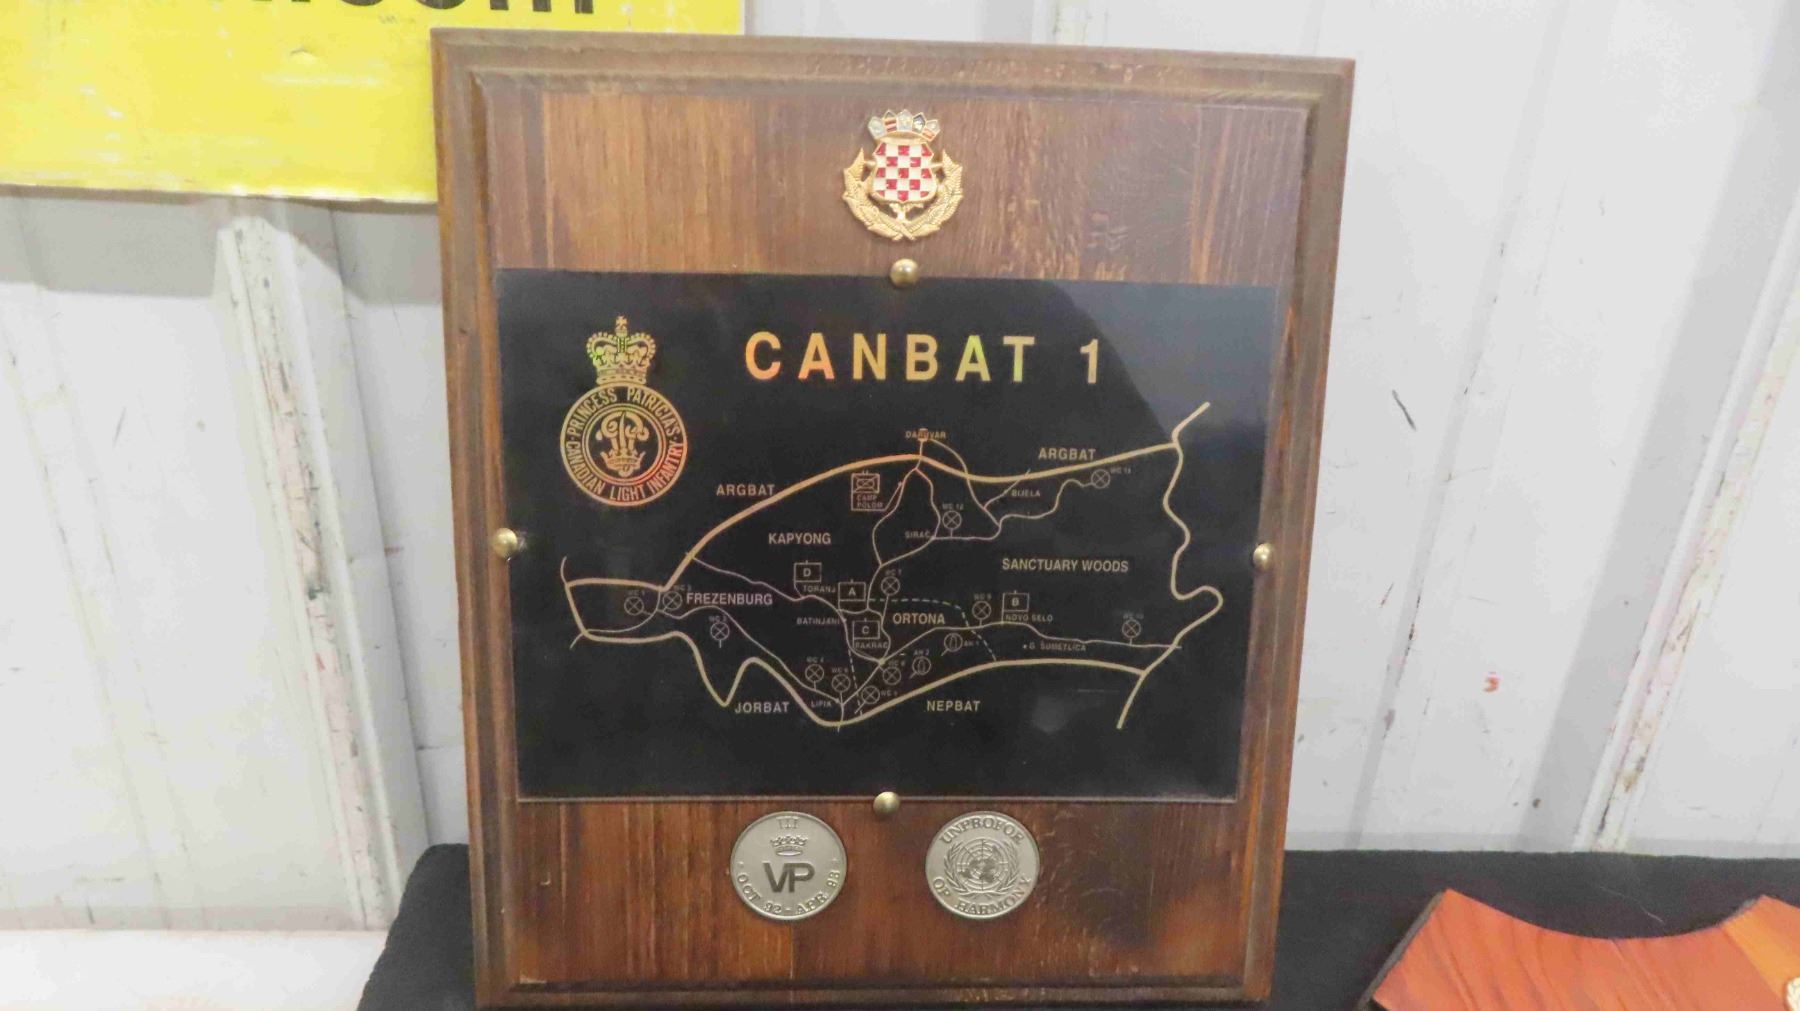 CANBAT 1
PRINCESS PATRICIA'S
CANADIAN LIGHT INFANTRY
DARUVAR
ARGBAT
ARGBAT
CAMP
POLOM
BIJELA
SIRAC
KAPYONG
SANCTUARY WOODS
D
TORANJ
A
FREZENBURG
BATINJANI
C
PAKRAC
ORTONA
B
NOVO SELO
G. SUMETLICA
JORBAT
LIPIK
NEPBAT
III
VP
OCT 92 - APR 93
UNPROFOR
OP HARMONY